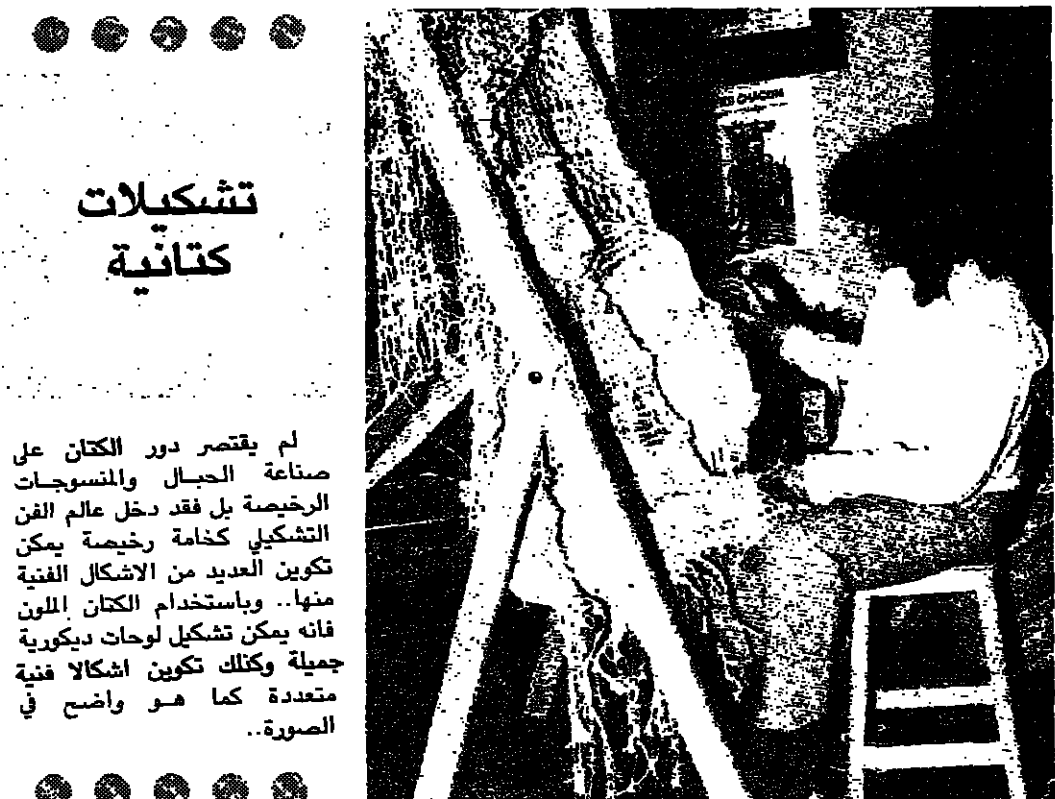 تشكيلات
كتانية
لم يقتصر دور الكتان على
صناعة الحبال والمنسوجات
الرخيصة بل فقد دخل عالم الفن
التشكيلي كخامة رخيصة يمكن
تكوين العديد من الاشكال الفنية
منها.. وباستخدام الكتان الملون
فانه يمكن تشكيل لوحات ديكورية
جميلة وكذلك تكوين اشكالا فنية
متعددة كما هو واضح في
الصورة..